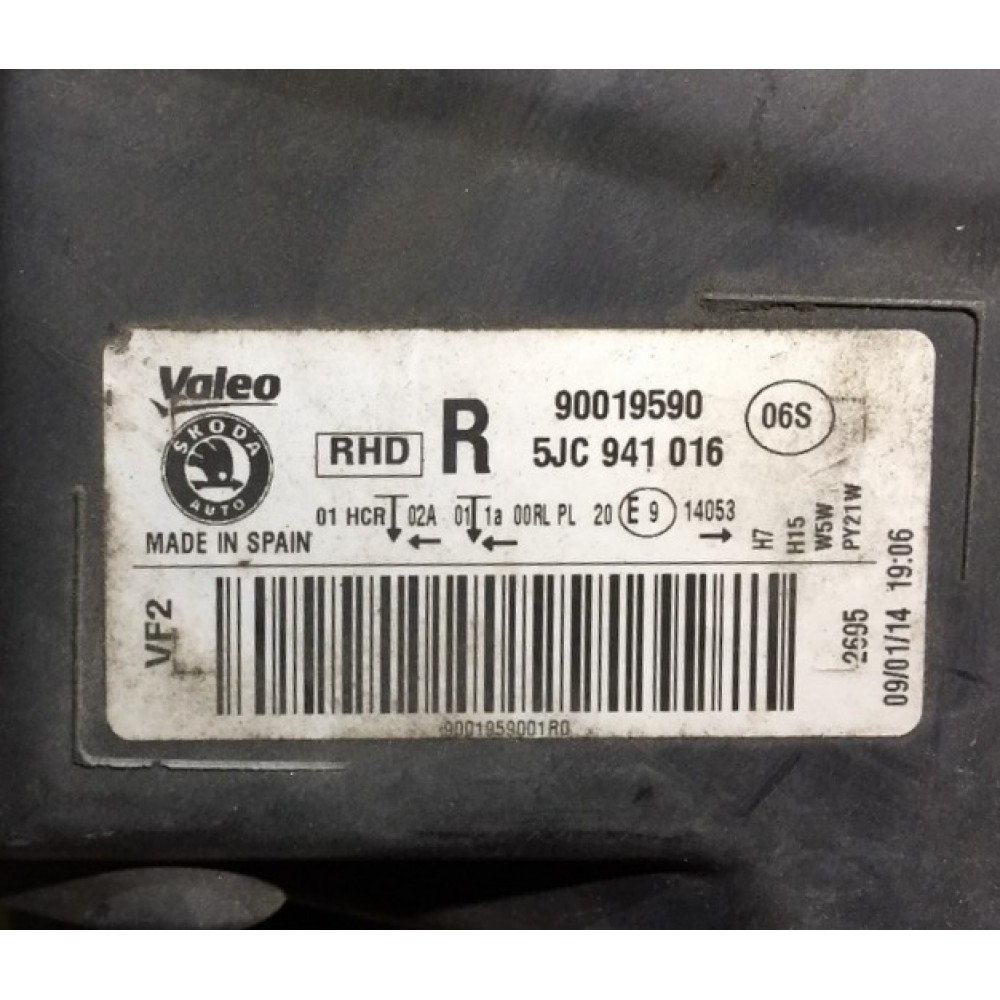 Valeo
SKODA
AUTO
RHD
R
90019590
5JC 941 016
06S
01 HCR 02A 01 1a 00RL PL 20 E 9 14053
MADE IN SPAIN
H7
H15
W5W
PY21W
VF2
2695
09/01/14 19:06
9001959001R0